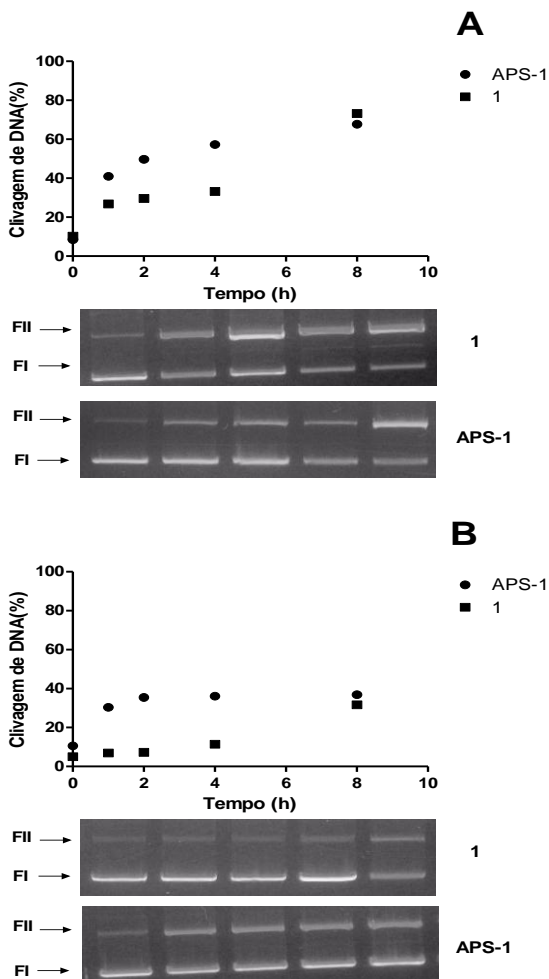 A
APS-1
1
Clivagem de DNA(%)
100
80
60
40
20
0
0 2 4 6 8 10
Tempo (h)
FII
FI
1
FII
FI
APS-1
B
APS-1
1
Clivagem de DNA(%)
100
80
60
40
20
0
0 2 4 6 8 10
Tempo (h)
FII
FI
1
FII
FI
APS-1